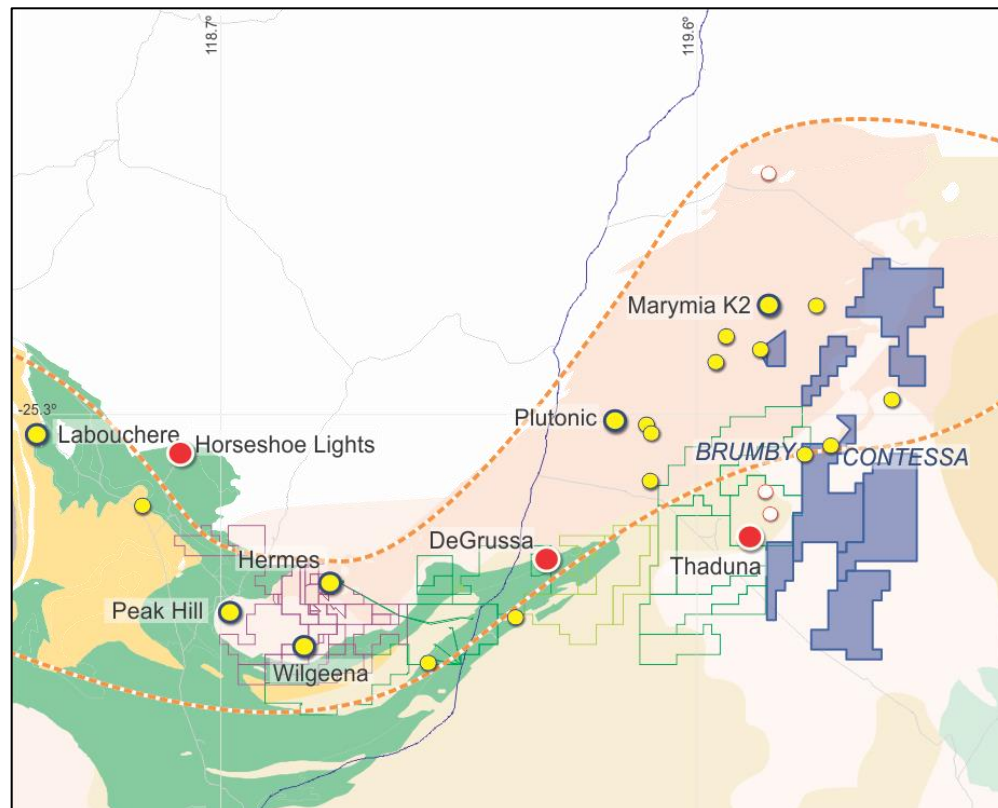 118.7°
119.6°
Marymia K2
-25.3°
Plutonic
Labouchere
Horseshoe Lights
BRUMBY
CONTESSA
DeGrussa
Thaduna
Hermes
Peak Hill
Wilgeena